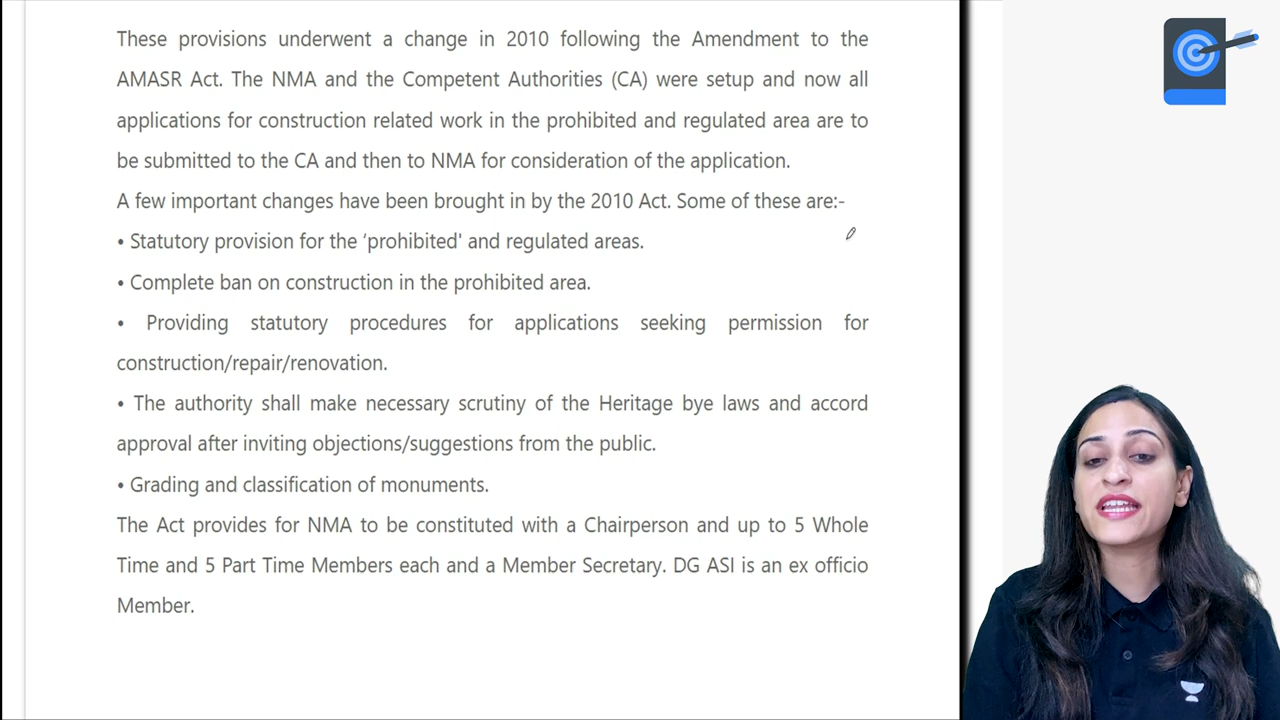 These provisions underwent a change in 2010 following the Amendment to the
AMASR Act. The NMA and the Competent Authorities (CA) were setup and now all
applications for construction related work in the prohibited and regulated area are to
be submitted to the CA and then to NMA for consideration of the application.
A few important changes have been brought in by the 2010 Act. Some of these are:-
• Statutory provision for the ‘prohibited' and regulated areas.
• Complete ban on construction in the prohibited area.
• Providing statutory procedures for applications seeking permission for
construction/repair/renovation.
• The authority shall make necessary scrutiny of the Heritage bye laws and accord
approval after inviting objections/suggestions from the public.
• Grading and classification of monuments.
The Act provides for NMA to be constituted with a Chairperson and up to 5 Whole
Time and 5 Part Time Members each and a Member Secretary. DG ASI is an ex officio
Member.